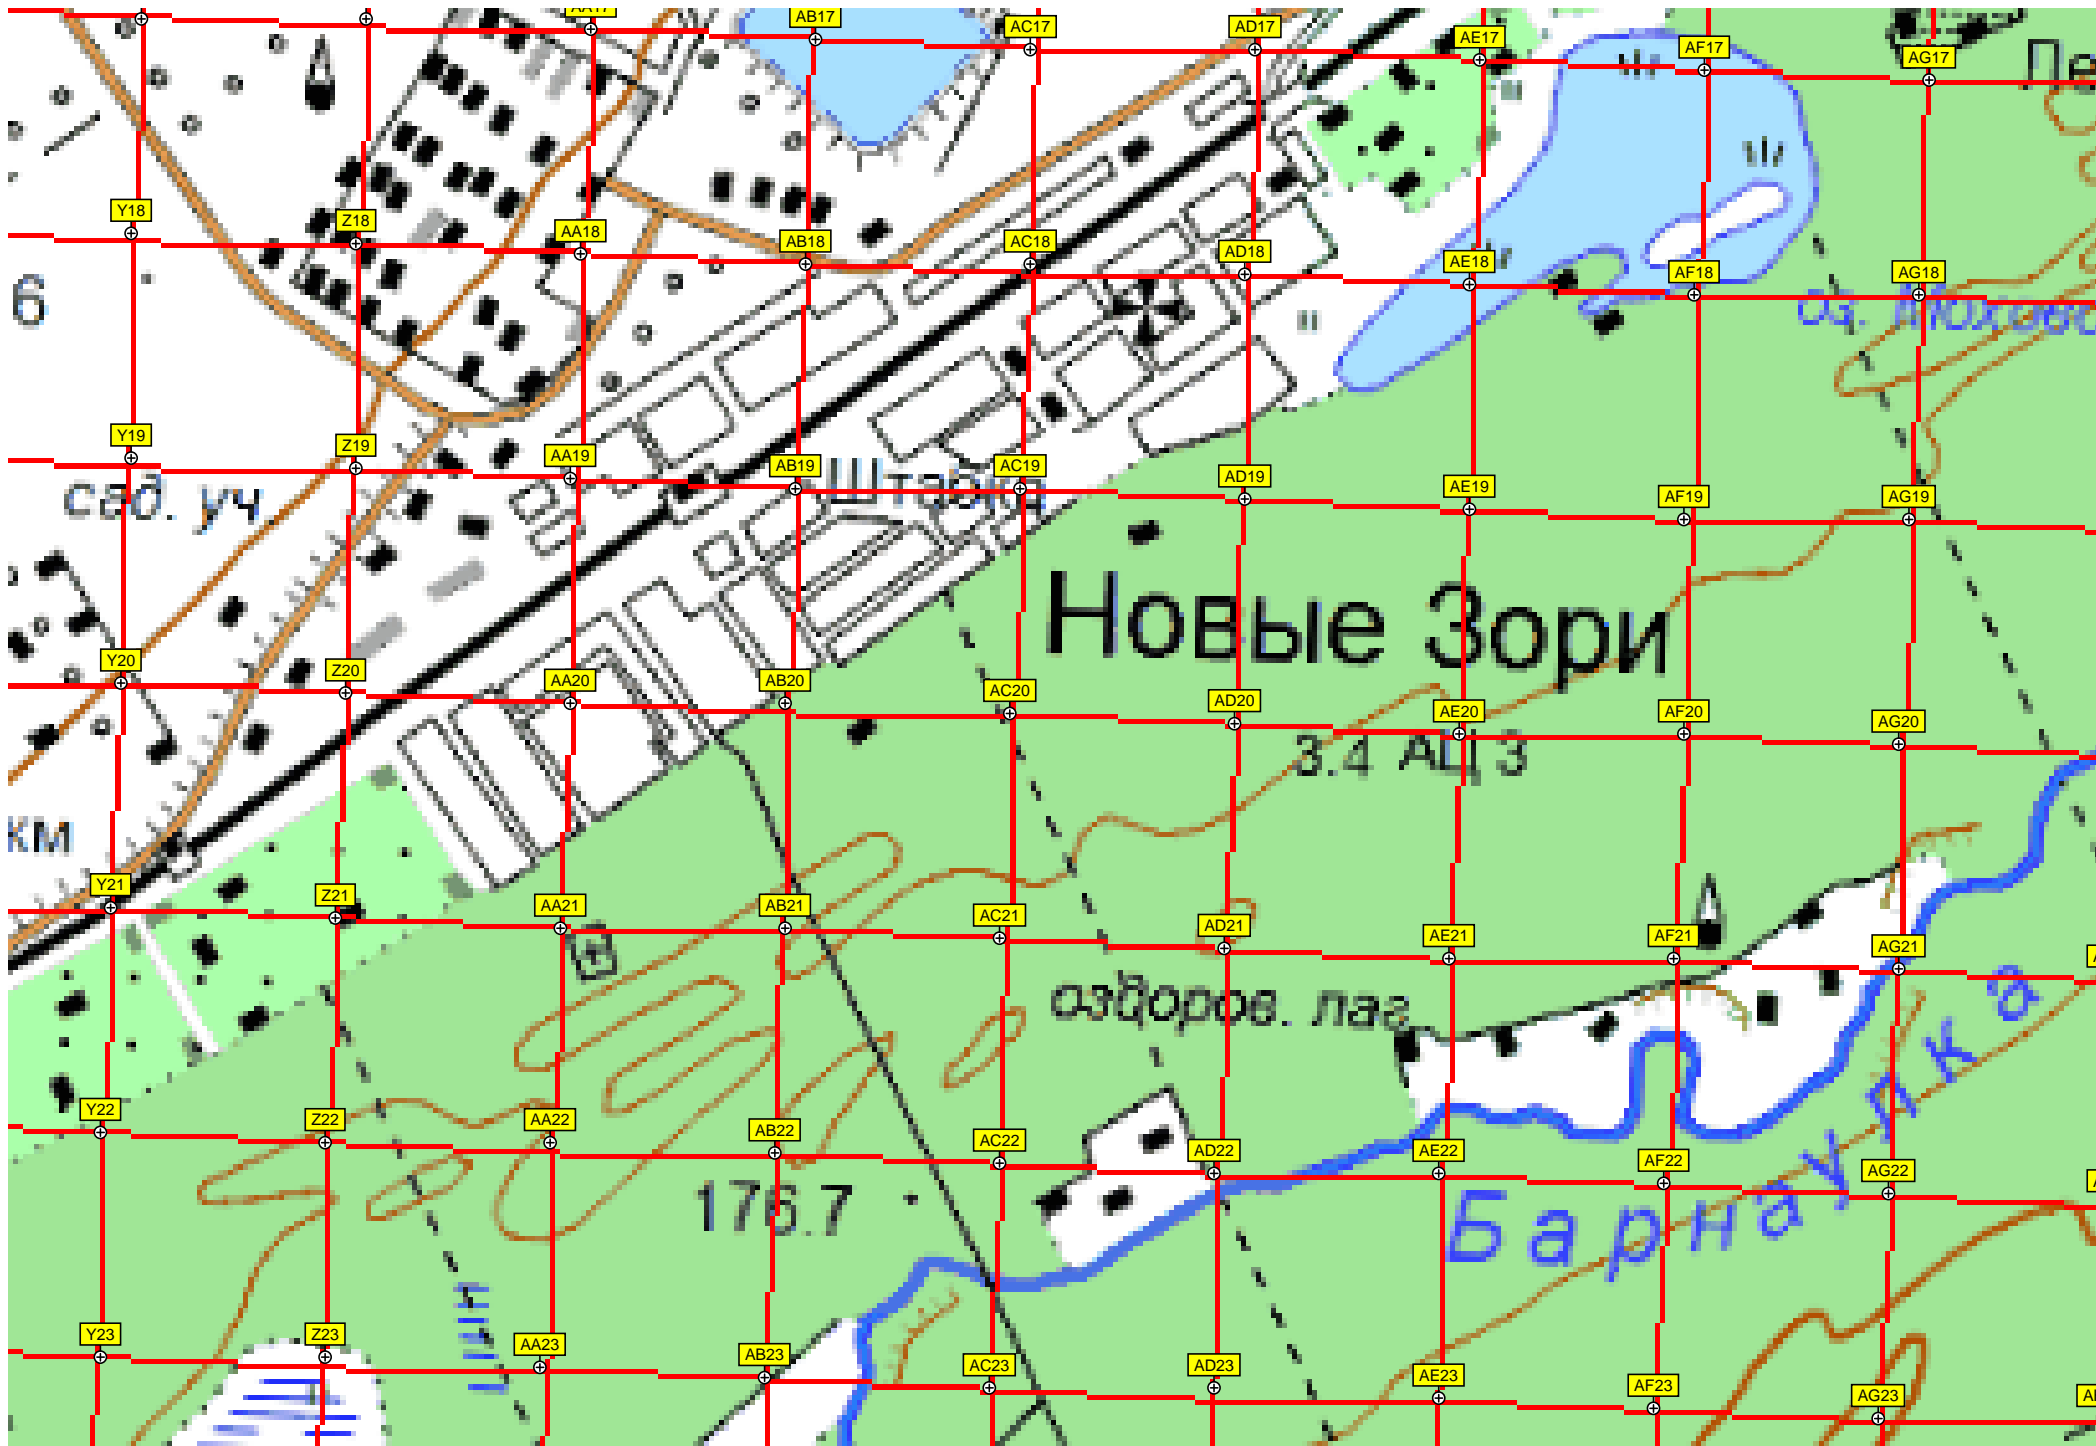 AA17 AB17 AC17 AD17 AE17 AF17 AG17
Пе
Y18 Z18 AA18 AB18 AC18 AD18 AE18 AF18 AG18
6
оз. Мохово
Y19 Z19 AA19 AB19 AC19 AD19 AE19 AF19 AG19
сад. уч
Штабка
Новые Зори
Y20 Z20 AA20 AB20 AC20 AD20 AE20 AF20 AG20
3.4 АЦ 3
км
Y21 Z21 AA21 AB21 AC21 AD21 AE21 AF21 AG21
оздоров. лаг
Барнаулка
Y22 Z22 AA22 AB22 AC22 AD22 AE22 AF22 AG22
176.7
Y23 Z23 AA23 AB23 AC23 AD23 AE23 AF23 AG23